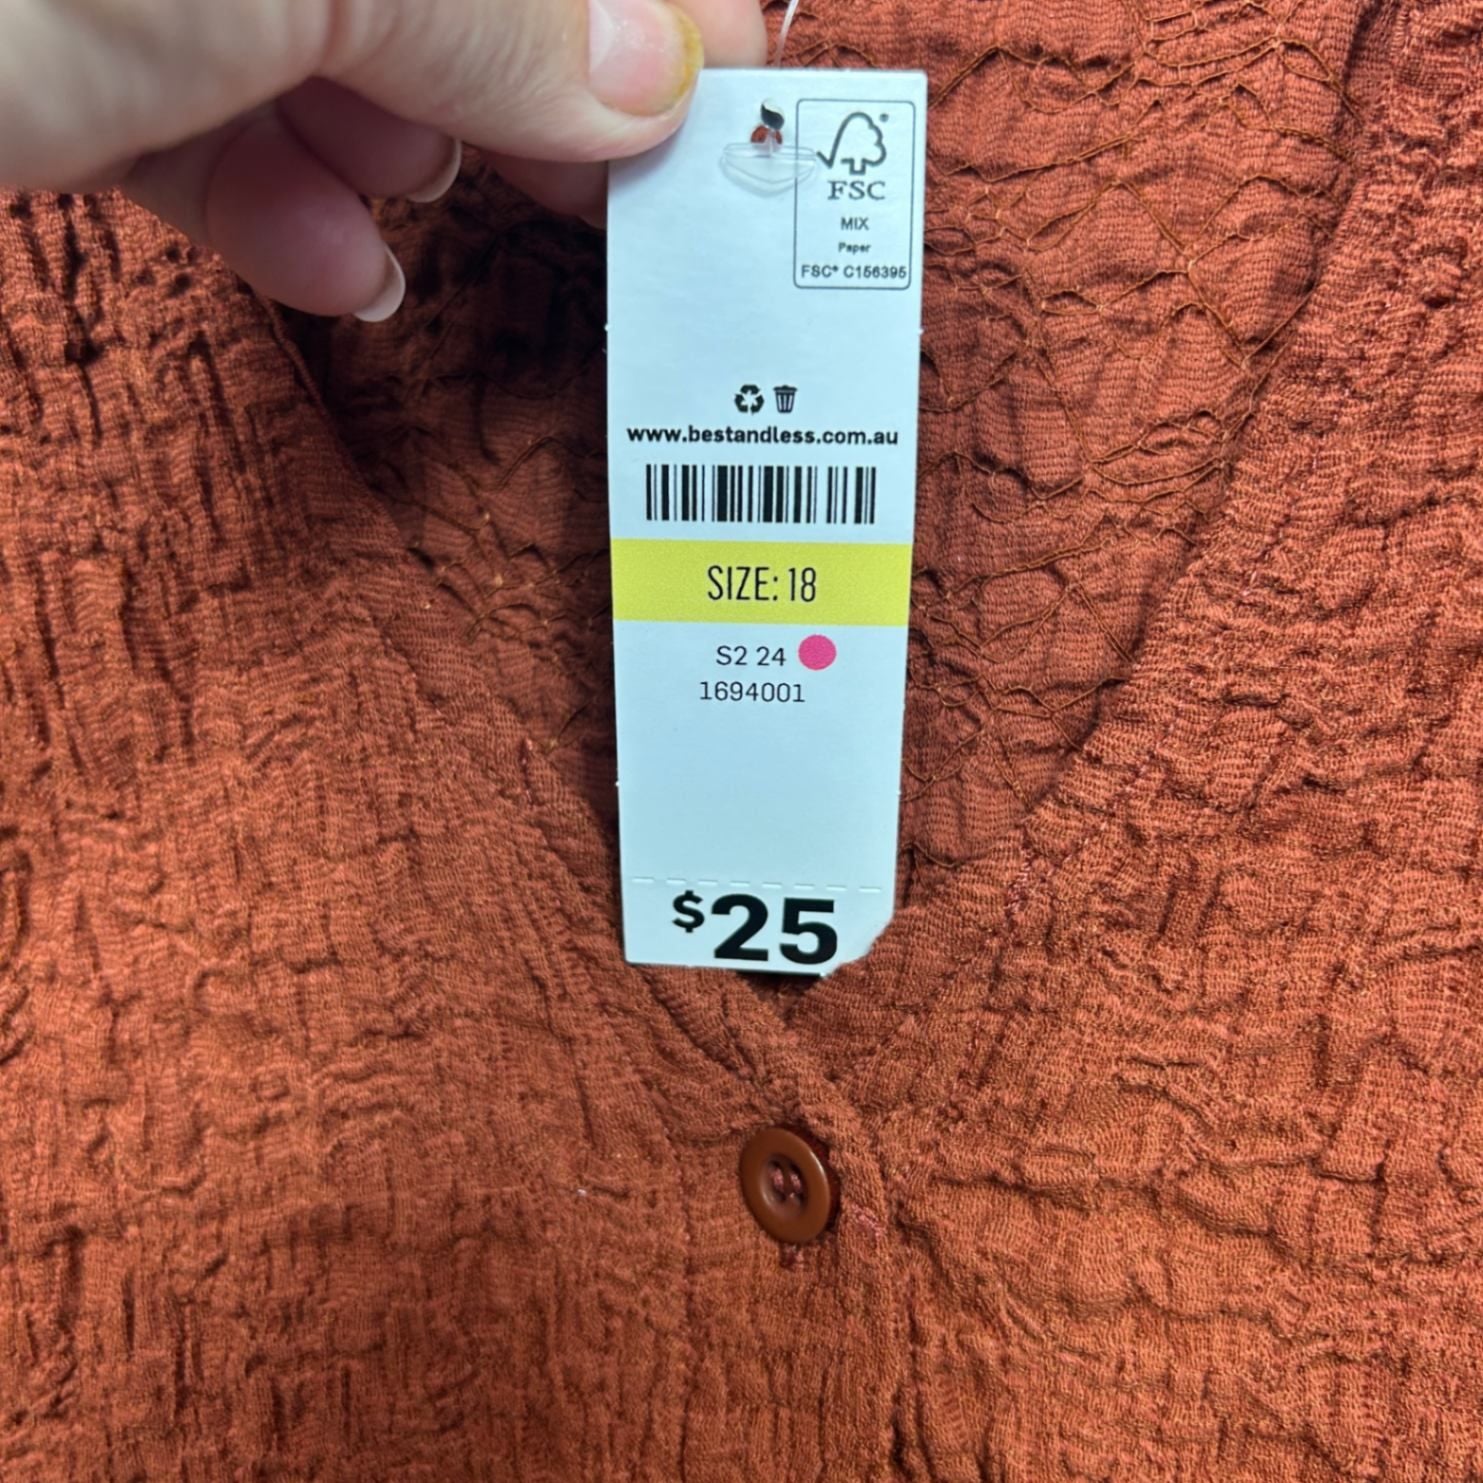 FSC
MIX
Paper
FSC® C156395
www.bestandless.com.au
SIZE: 18
S2 24
1694001
$25